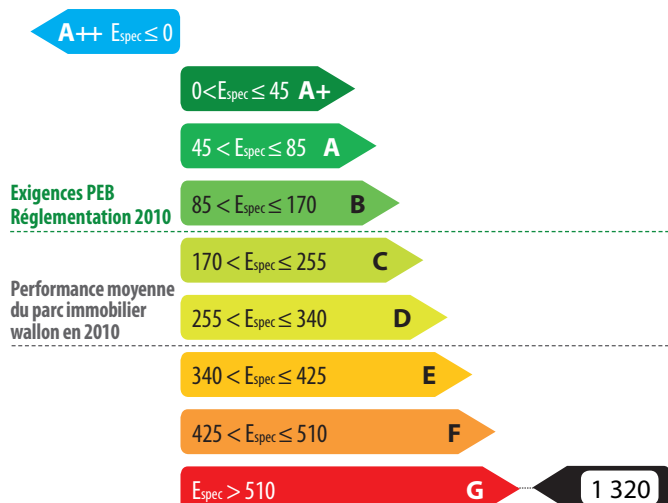 A++ Espec ≤ 0
0<Espec ≤ 45 A+
45 < Espec ≤ 85 A
Exigences PEB
Réglementation 2010
85 < Espec ≤ 170 B
170 < Espec ≤ 255 C
Performance moyenne
du parc immobilier
wallon en 2010
255 < Espec ≤ 340 D
340 < Espec ≤ 425 E
425 < Espec ≤ 510 F
Espec > 510 G
1 320